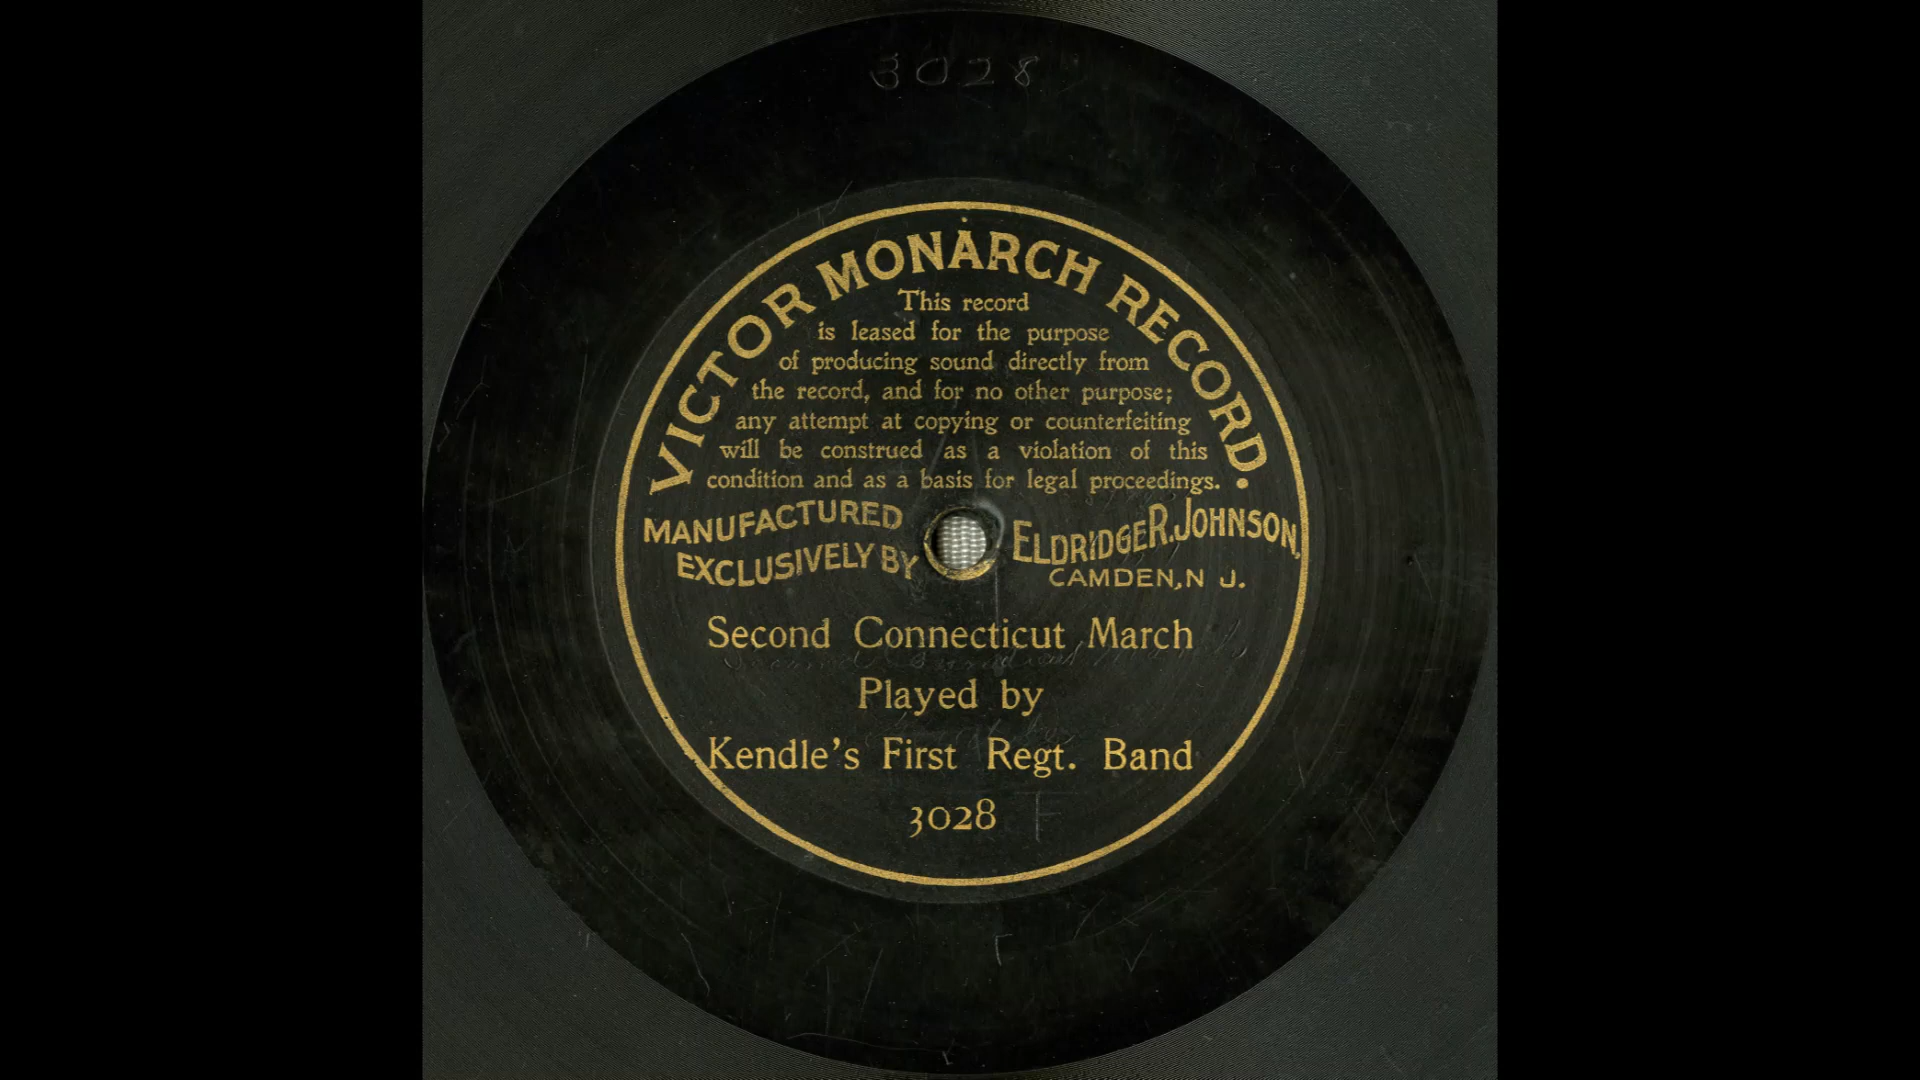 3028
VICTOR MONARCH RECORD.
This record
is leased for the purpose
of producing sound directly from
the record, and for no other purpose;
any attempt at copying or counterfeiting
will be construed as a violation of this
condition and as a basis for legal proceedings.
MANUFACTURED
EXCLUSIVELY BY
ELDRIDGE R. JOHNSON,
CAMDEN, N J.
Second Connecticut March
Played by
Kendle's First Regt. Band
3028
F